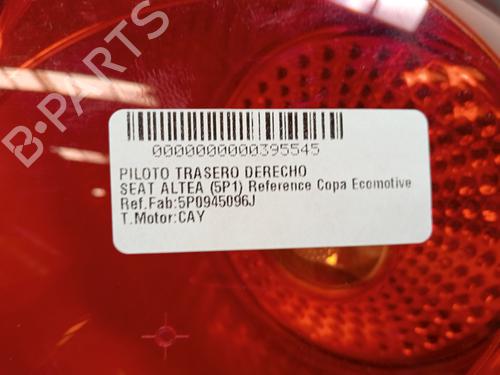 B-PARTS
0000000000395545
PILOTO TRASERO DERECHO
SEAT ALTEA (5P1) Reference Copa Ecomotive
Ref.Fab:5P0945096J
T.Motor:CAY